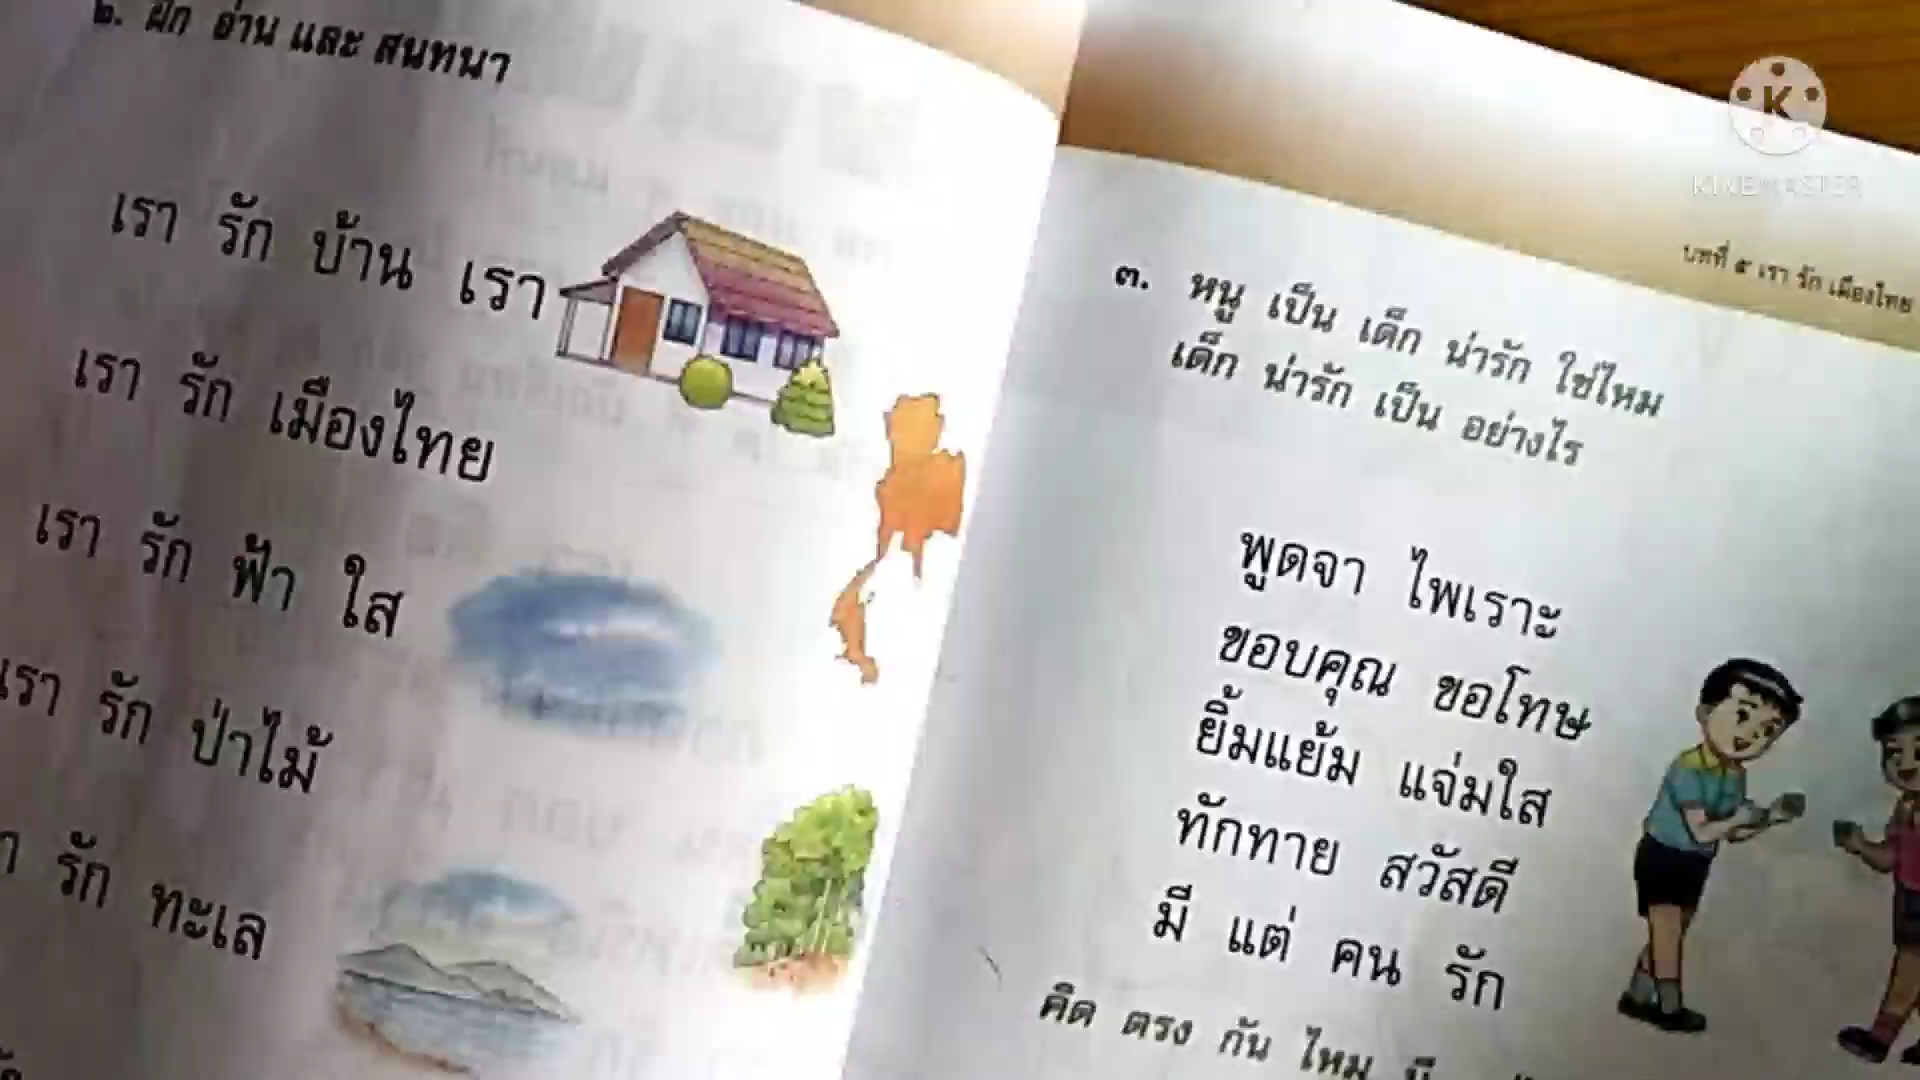 ๒. ฝึก อ่าน และ สนทนา
เรา รัก บ้าน เรา
เรา รัก เมืองไทย
เรา รัก ฟ้า ใส
เรา รัก ป่าไม้
รัก ทะเล
KINEMASTER
บทที่ ๕ เรา รัก เมืองไทย
๓. หนู เป็น เด็ก น่ารัก ใช่ไหม
เด็ก น่ารัก เป็น อย่างไร
พูดจา ไพเราะ
ขอบคุณ ขอโทษ
ยิ้มแย้ม แจ่มใส
ทักทาย สวัสดี
มี แต่ คน รัก
คิด ตรง กัน ไหม